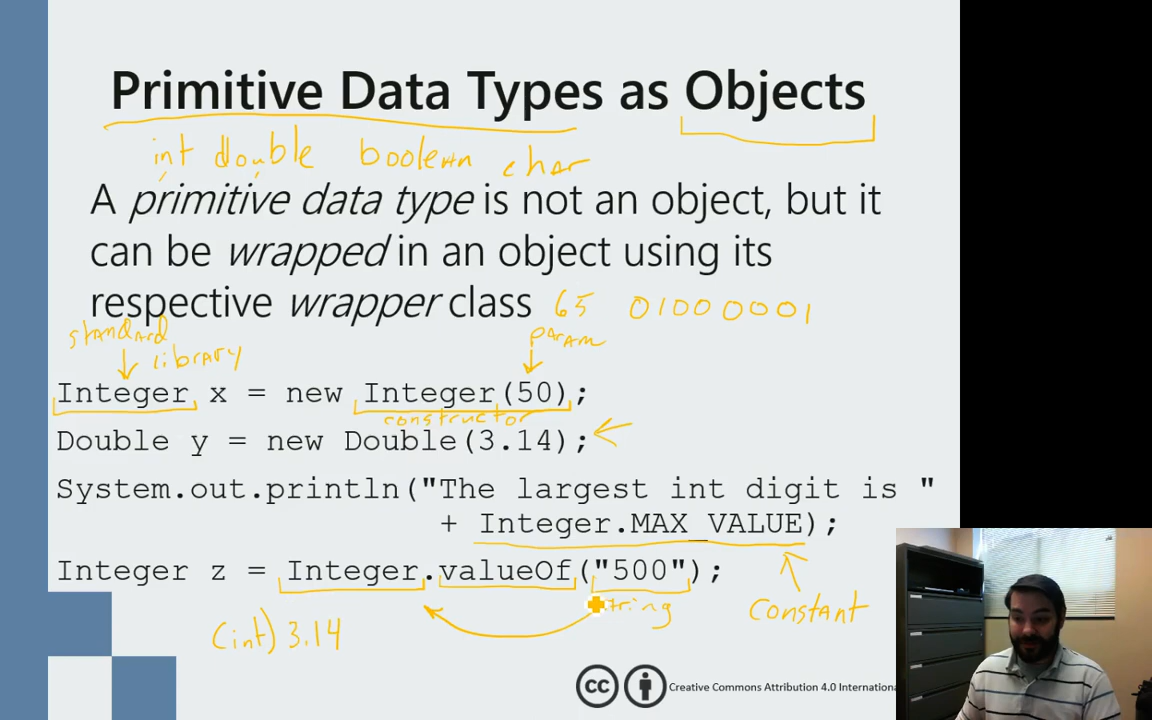 Primitive Data Types as Objects
int double boolean char
A primitive data type is not an object, but it
can be wrapped in an object using its
respective wrapper class 65 01000001
standard
library
param
Integer x = new Integer(50);
constructor
Double y = new Double(3.14);
System.out.println("The largest int digit is "
+ Integer.MAX_VALUE);
Integer z = Integer.valueOf("500");
String
constant
(int) 3.14
cc
Creative Commons Attribution 4.0 Internationa